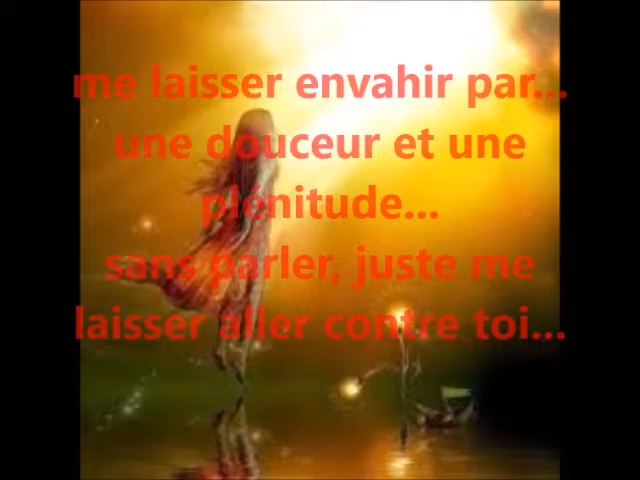 me laisser envahir par...
une douceur et une
plénitude...
sans parler, juste me
laisser aller contre toi...